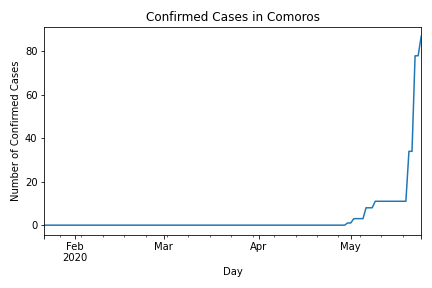 Confirmed Cases in Comoros
Number of Confirmed Cases
80
60
40
20
0
Feb
2020
Mar
Apr
May
Day